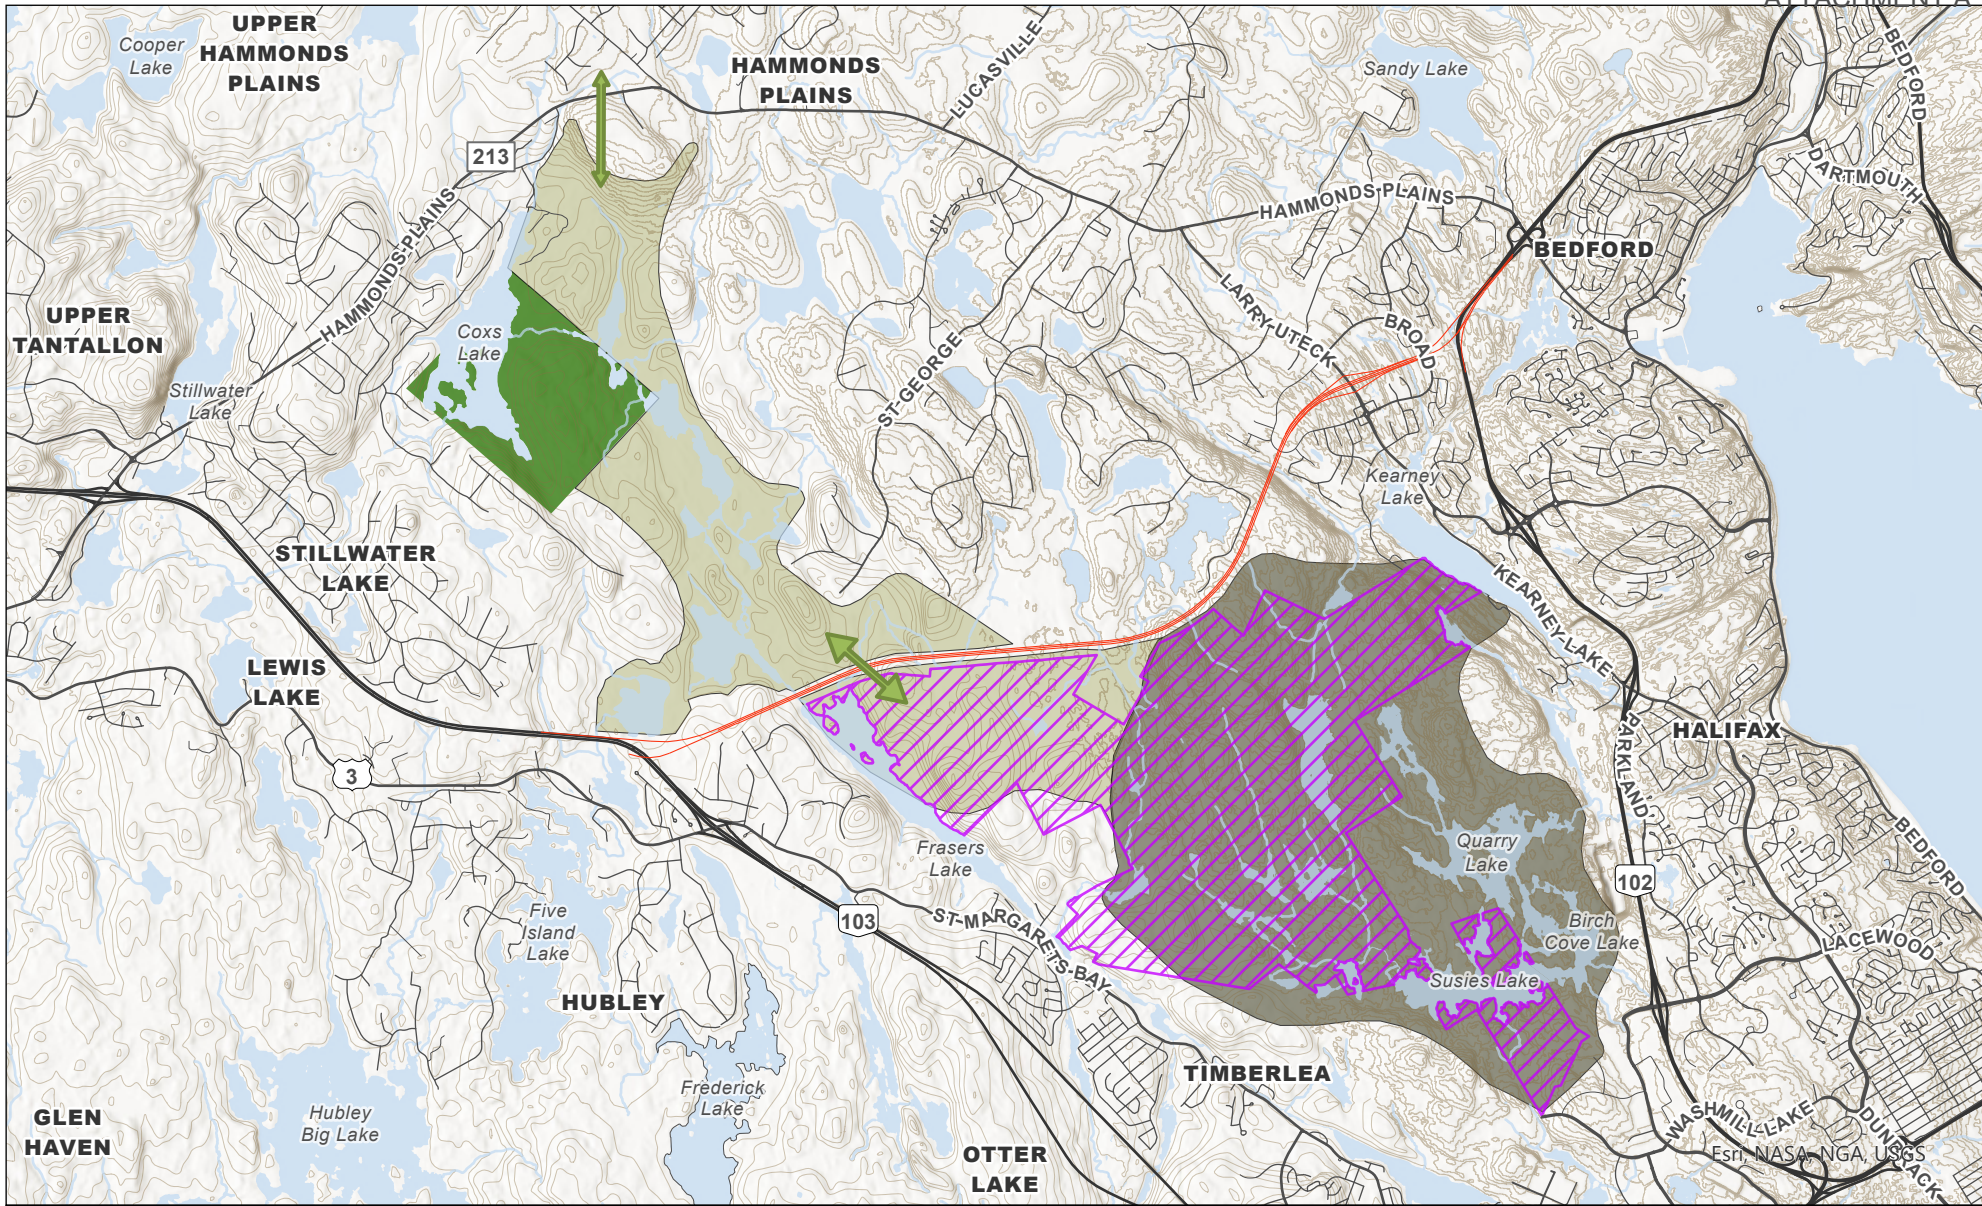 ATTACHMENT A
UPPER
HAMMONDS
PLAINS
Cooper
Lake
HAMMONDS
PLAINS
LUCASVILLE
Sandy Lake
BEDFORD
213
DARTMOUTH
HAMMONDS-PLAINS
HAMMONDS-PLAINS
BEDFORD
UPPER
TANTALLON
Coxs
Lake
LARRY-UTECK
BROAD
ST-GEORGE
Stillwater
Lake
Kearney
Lake
STILLWATER
LAKE
KEARNEY-LAKE
LEWIS
LAKE
PARKLAND
HALIFAX
3
Frasers
Lake
Quarry
Lake
BEDFORD
102
103
Five
Island
Lake
ST-MARGARETS-BAY
Birch
Cove Lake
LACEWOOD
Susies Lake
HUBLEY
TIMBERLEA
Frederick
Lake
GLEN
HAVEN
Hubley
Big Lake
WASHMILL-LAKE
DUNBRACK
OTTER
LAKE
Esri, NASA, NGA, USGS